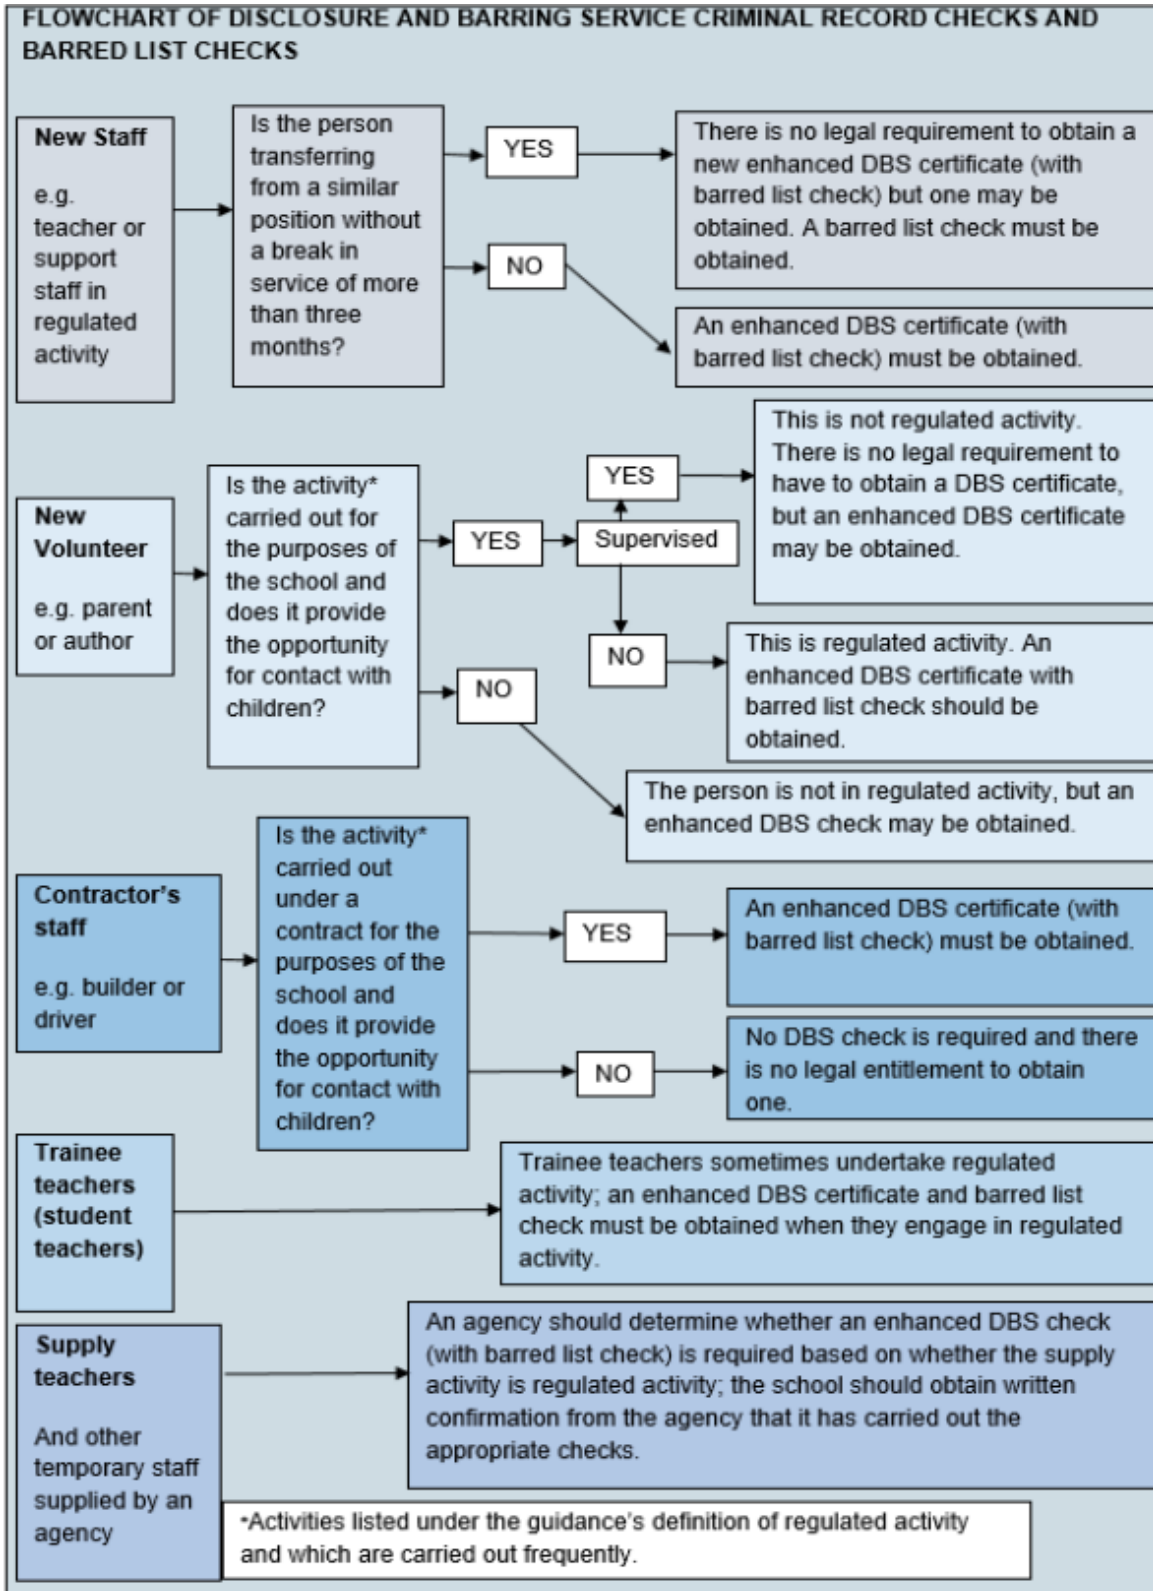 FLOWCHART OF DISCLOSURE AND BARRING SERVICE CRIMINAL RECORD CHECKS AND
BARRED LIST CHECKS
New Staff
e.g.
teacher or
support
staff in
regulated
activity
Is the person
transferring
from a similar
position without
a break in
service of more
than three
months?
YES
There is no legal requirement to obtain a
new enhanced DBS certificate (with
barred list check) but one may be
obtained. A barred list check must be
obtained.
NO
An enhanced DBS certificate (with
barred list check) must be obtained.
New
Volunteer
e.g. parent
or author
Is the activity*
carried out for
the purposes of
the school and
does it provide
the opportunity
for contact with
children?
YES
Supervised
YES
This is not regulated activity.
There is no legal requirement to
have to obtain a DBS certificate,
but an enhanced DBS certificate
may be obtained.
NO
This is regulated activity. An
enhanced DBS certificate with
barred list check should be
obtained.
NO
The person is not in regulated activity, but an
enhanced DBS check may be obtained.
Contractor's
staff
e.g. builder or
driver
Is the activity*
carried out
under a
contract for the
purposes of the
school and
does it provide
the opportunity
for contact with
children?
YES
An enhanced DBS certificate (with
barred list check) must be obtained.
NO
No DBS check is required and there
is no legal entitlement to obtain
one.
Trainee
teachers
(student
teachers)
Trainee teachers sometimes undertake regulated
activity; an enhanced DBS certificate and barred list
check must be obtained when they engage in regulated
activity.
Supply
teachers
And other
temporary staff
supplied by an
agency
An agency should determine whether an enhanced DBS check
(with barred list check) is required based on whether the supply
activity is regulated activity; the school should obtain written
confirmation from the agency that it has carried out the
appropriate checks.
*Activities listed under the guidance's definition of regulated activity
and which are carried out frequently.